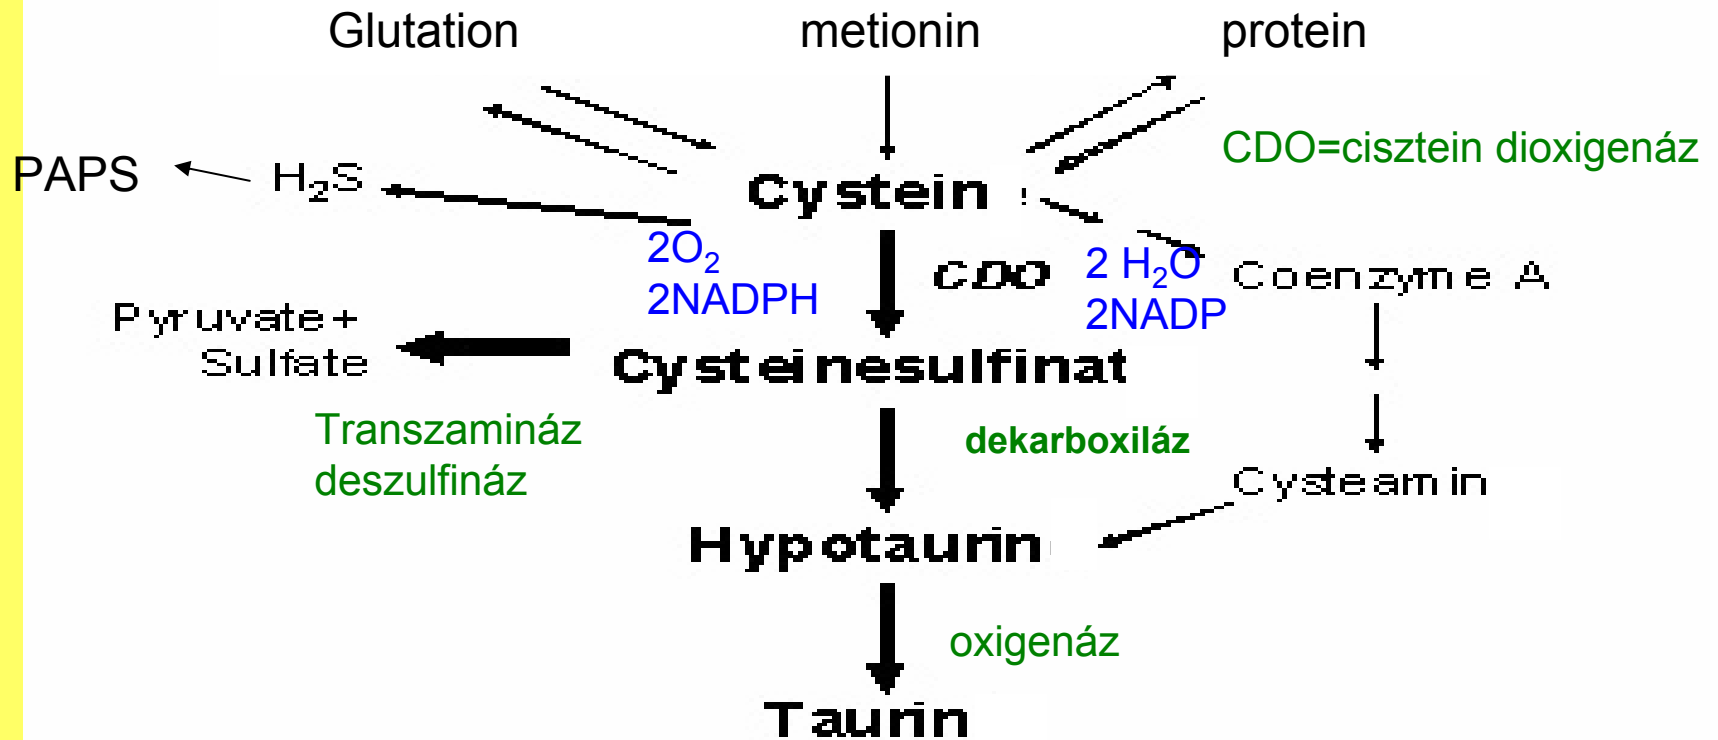 Glutation
metionin
protein
CDO=cisztein dioxigenáz
PAPS
H₂S
Cystein
2O₂
2NADPH
CDO
2 H₂O
2NADP
Coenzyme A
Pyruvate+
Sulfate
Cysteinesulfinat
Transzamináz
deszulfináz
dekarboxiláz
Cysteamin
Hypotaurin
oxigenáz
Taurin